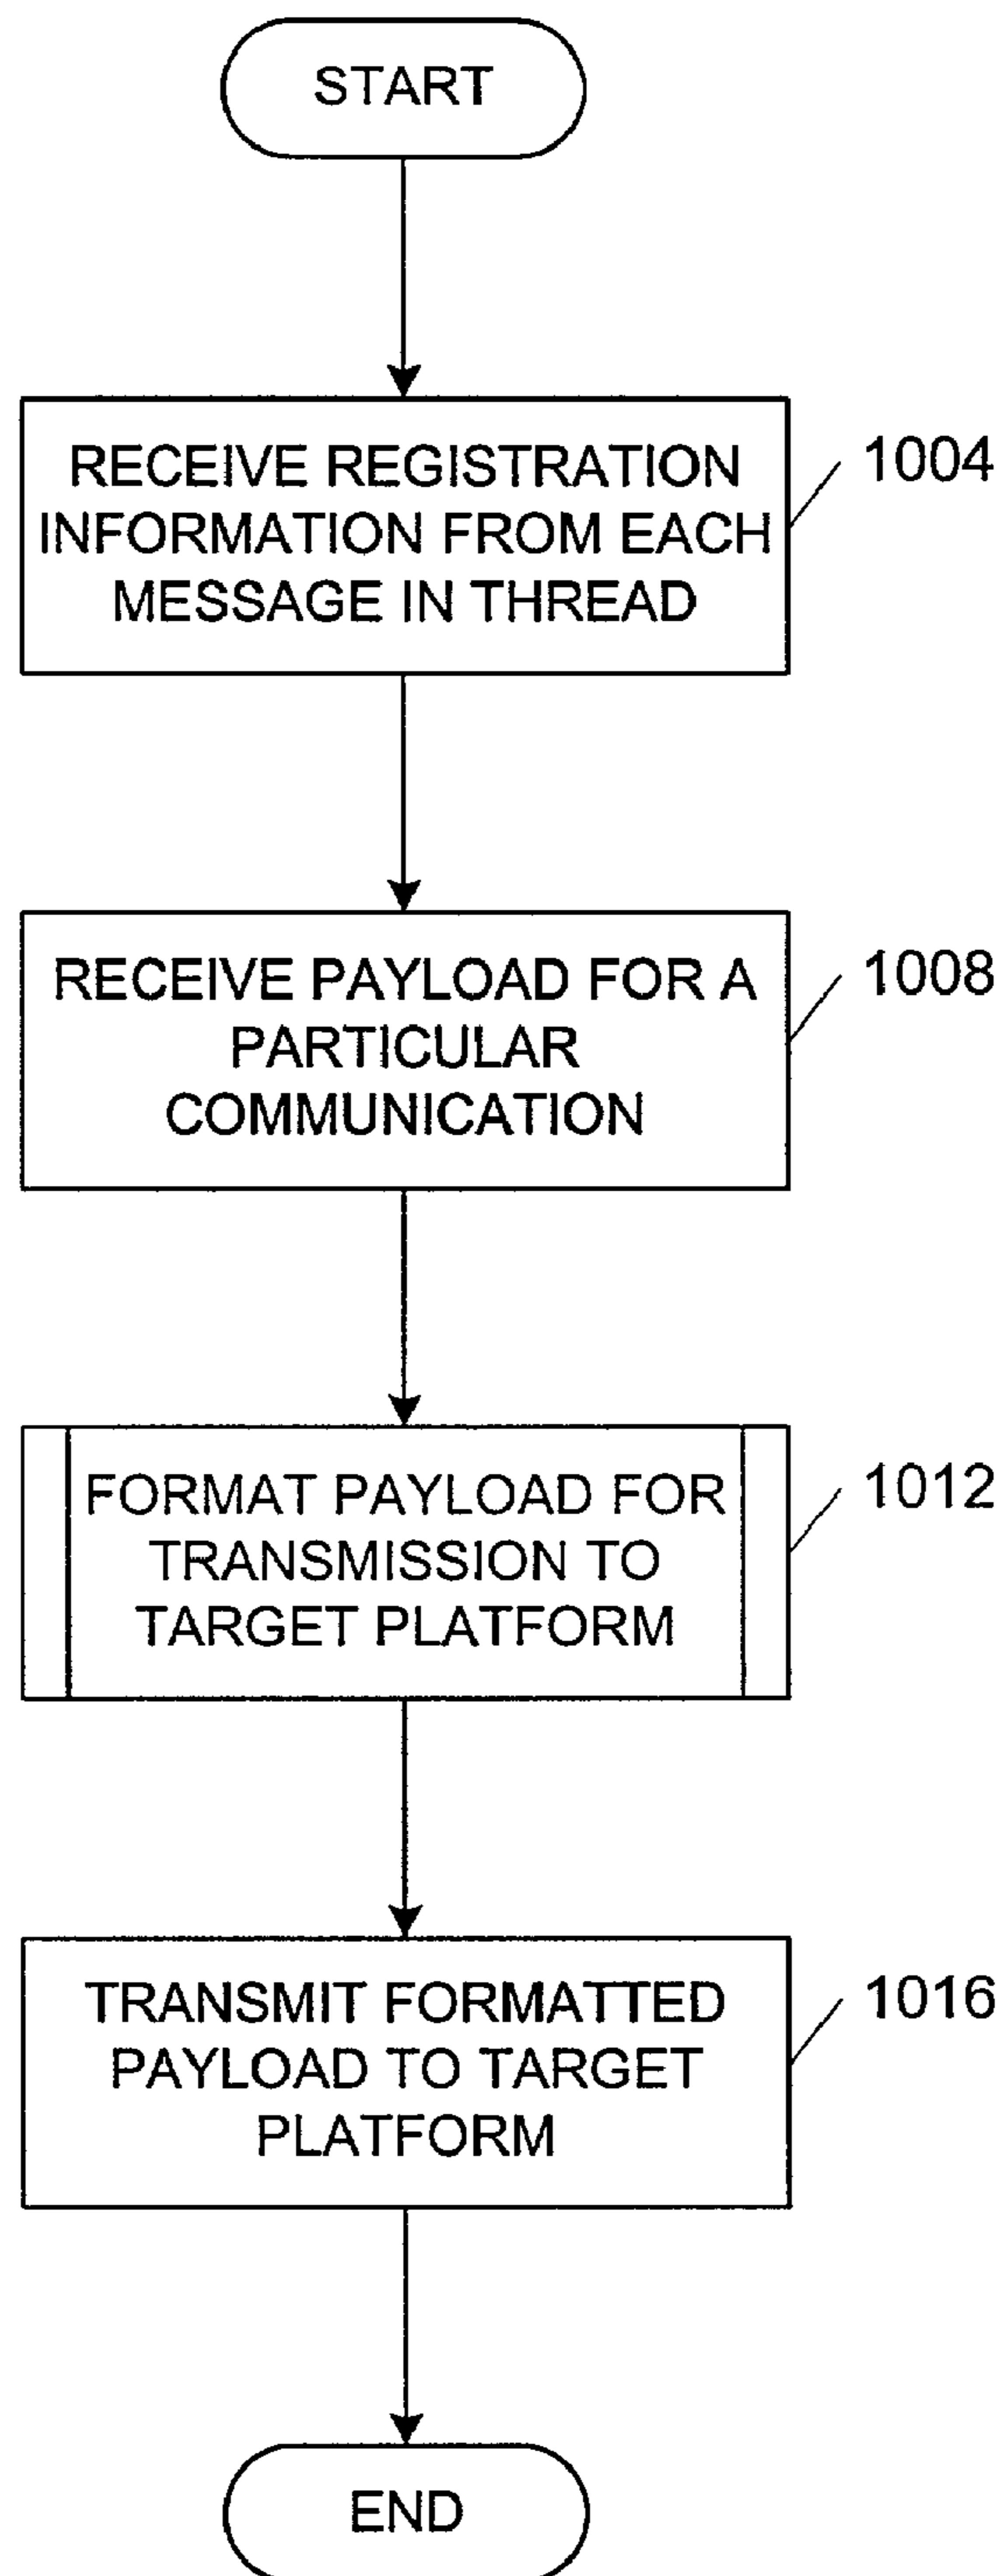 START
RECEIVE REGISTRATION
INFORMATION FROM EACH
MESSAGE IN THREAD
1004
RECEIVE PAYLOAD FOR A
PARTICULAR
COMMUNICATION
1008
FORMAT PAYLOAD FOR
TRANSMISSION TO
TARGET PLATFORM
1012
TRANSMIT FORMATTED
PAYLOAD TO TARGET
PLATFORM
1016
END